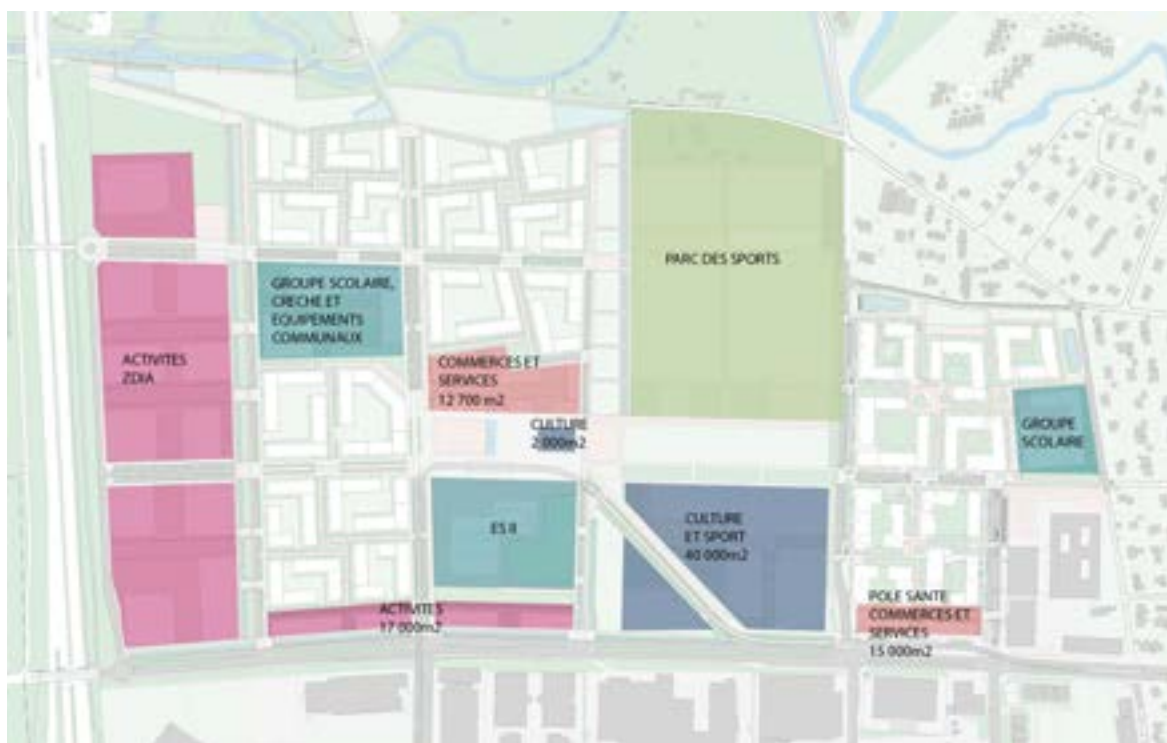 PARC DES SPORTS
GROUPE SCOLAIRE,
CRECHE ET
EQUIPEMENTS
COMMUNAUX
ACTIVITES
ZDIA
COMMERCES ET
SERVICES
12 700 m2
CULTURE
2 000m2
GROUPE
SCOLAIRE
ES II
CULTURE
ET SPORT
40 000m2
ACTIVITES
17 000m2
POLE SANTE
COMMERCES ET
SERVICES
15 000m2